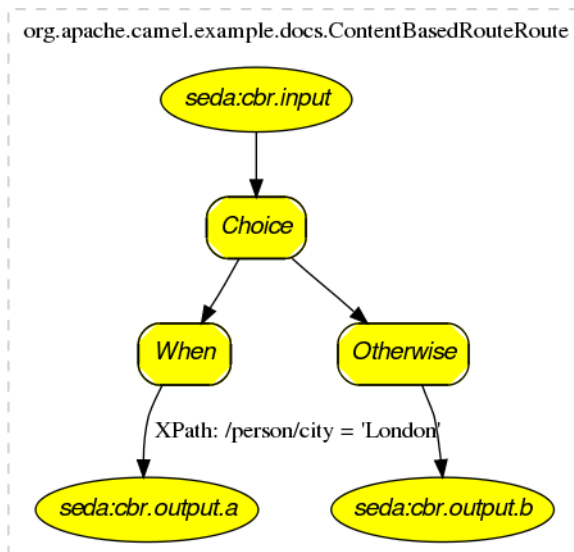 org.apache.camel.example.docs.ContentBasedRouteRoute
seda:cbr.input
Choice
When
Otherwise
XPath: /person/city = 'London'
seda:cbr.output.a
seda:cbr.output.b